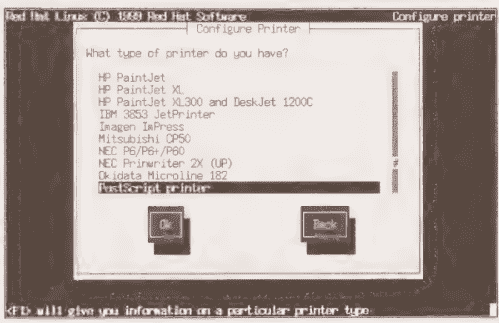 Red Hat Linux (C) 1999 Red Hat Software Configure printer
Configure Printer
What type of printer do you have?
HP PaintJet
HP PaintJet XL
HP PaintJet XL300 and DeskJet 1200C
IBM 3853 JetPrinter
Imagen ImPress
Mitsubishi CP50
NEC P6/P6+/P60
NEC Prinwriter 2X (UP)
Okidata Microline 182
PostScript printer
Ok Back
<F1> will give you information on a particular printer type